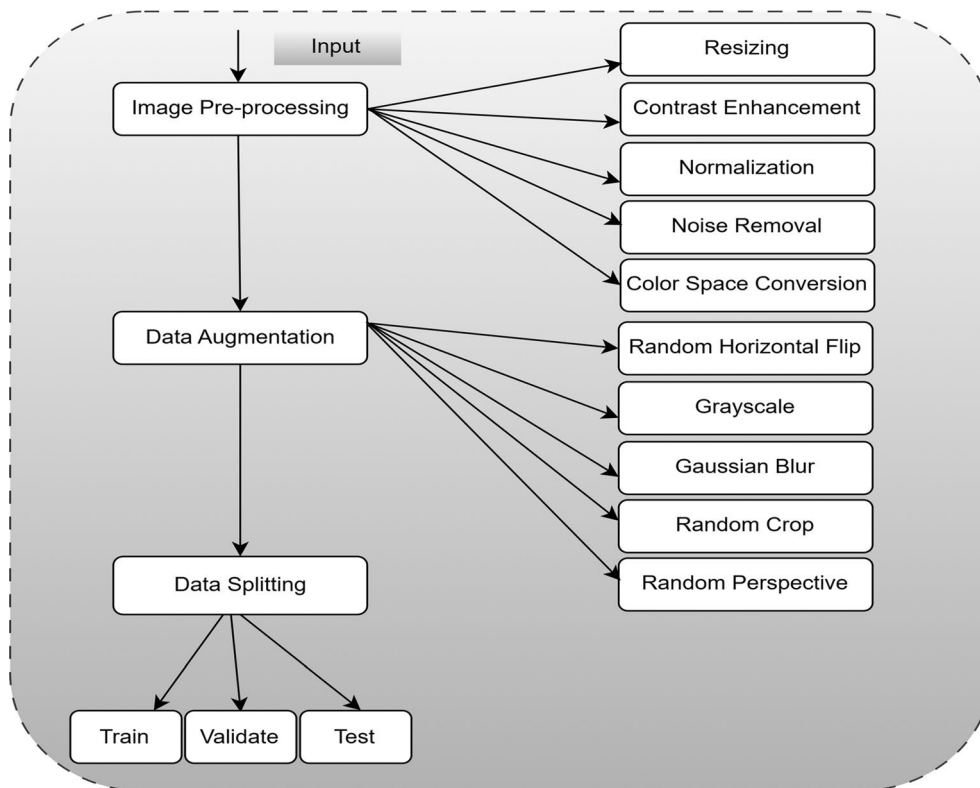 Input
Image Pre-processing
Resizing
Contrast Enhancement
Normalization
Noise Removal
Color Space Conversion
Data Augmentation
Random Horizontal Flip
Grayscale
Gaussian Blur
Random Crop
Random Perspective
Data Splitting
Train
Validate
Test